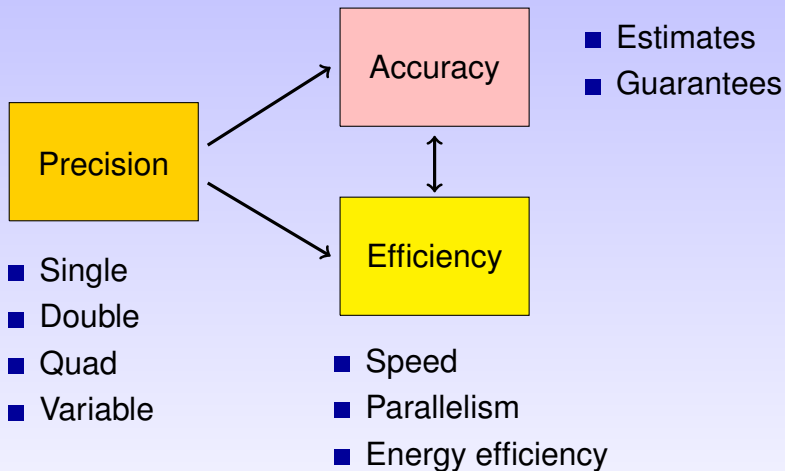 Precision
Single
Double
Quad
Variable
Accuracy
Estimates
Guarantees
Efficiency
Speed
Parallelism
Energy efficiency